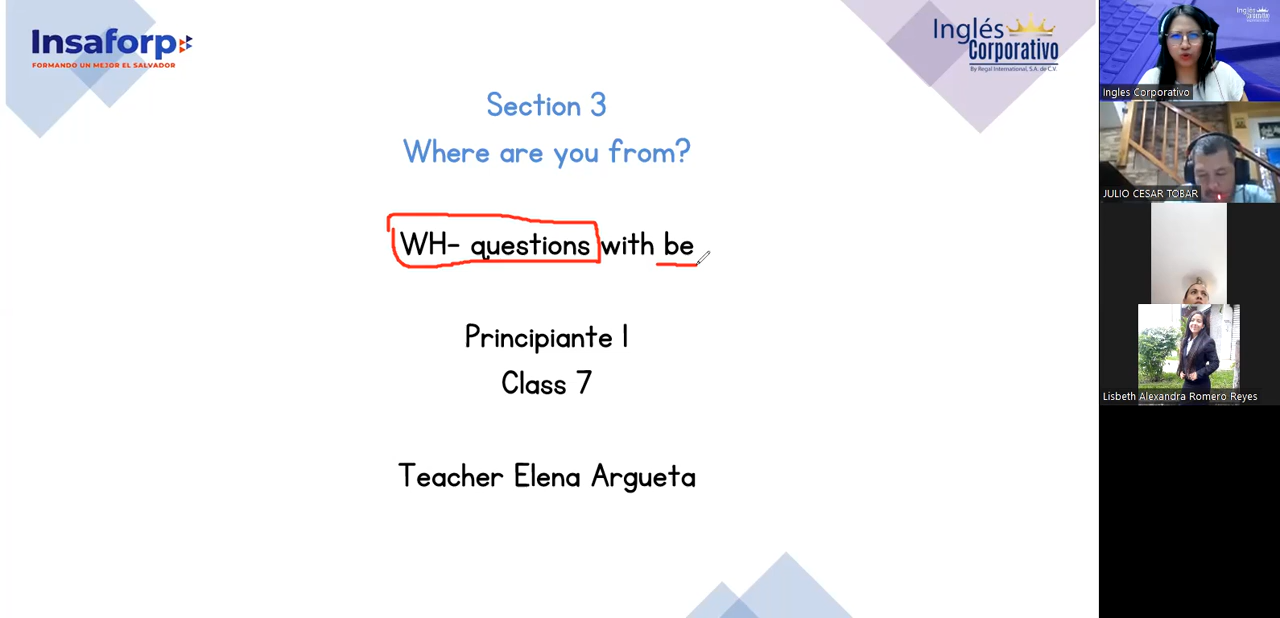 Insaforp
FORMANDO UN MEJOR EL SALVADOR
Inglés
Corporativo
By Regal International, S.A. de C.V.
Section 3
Where are you from?
WH- questions with be
Principiante 1
Class 7
Teacher Elena Argueta
Inglés
Corporativo
Ingles Corporativo
JULIO CESAR TOBAR
Lisbeth Alexandra Romero Reyes